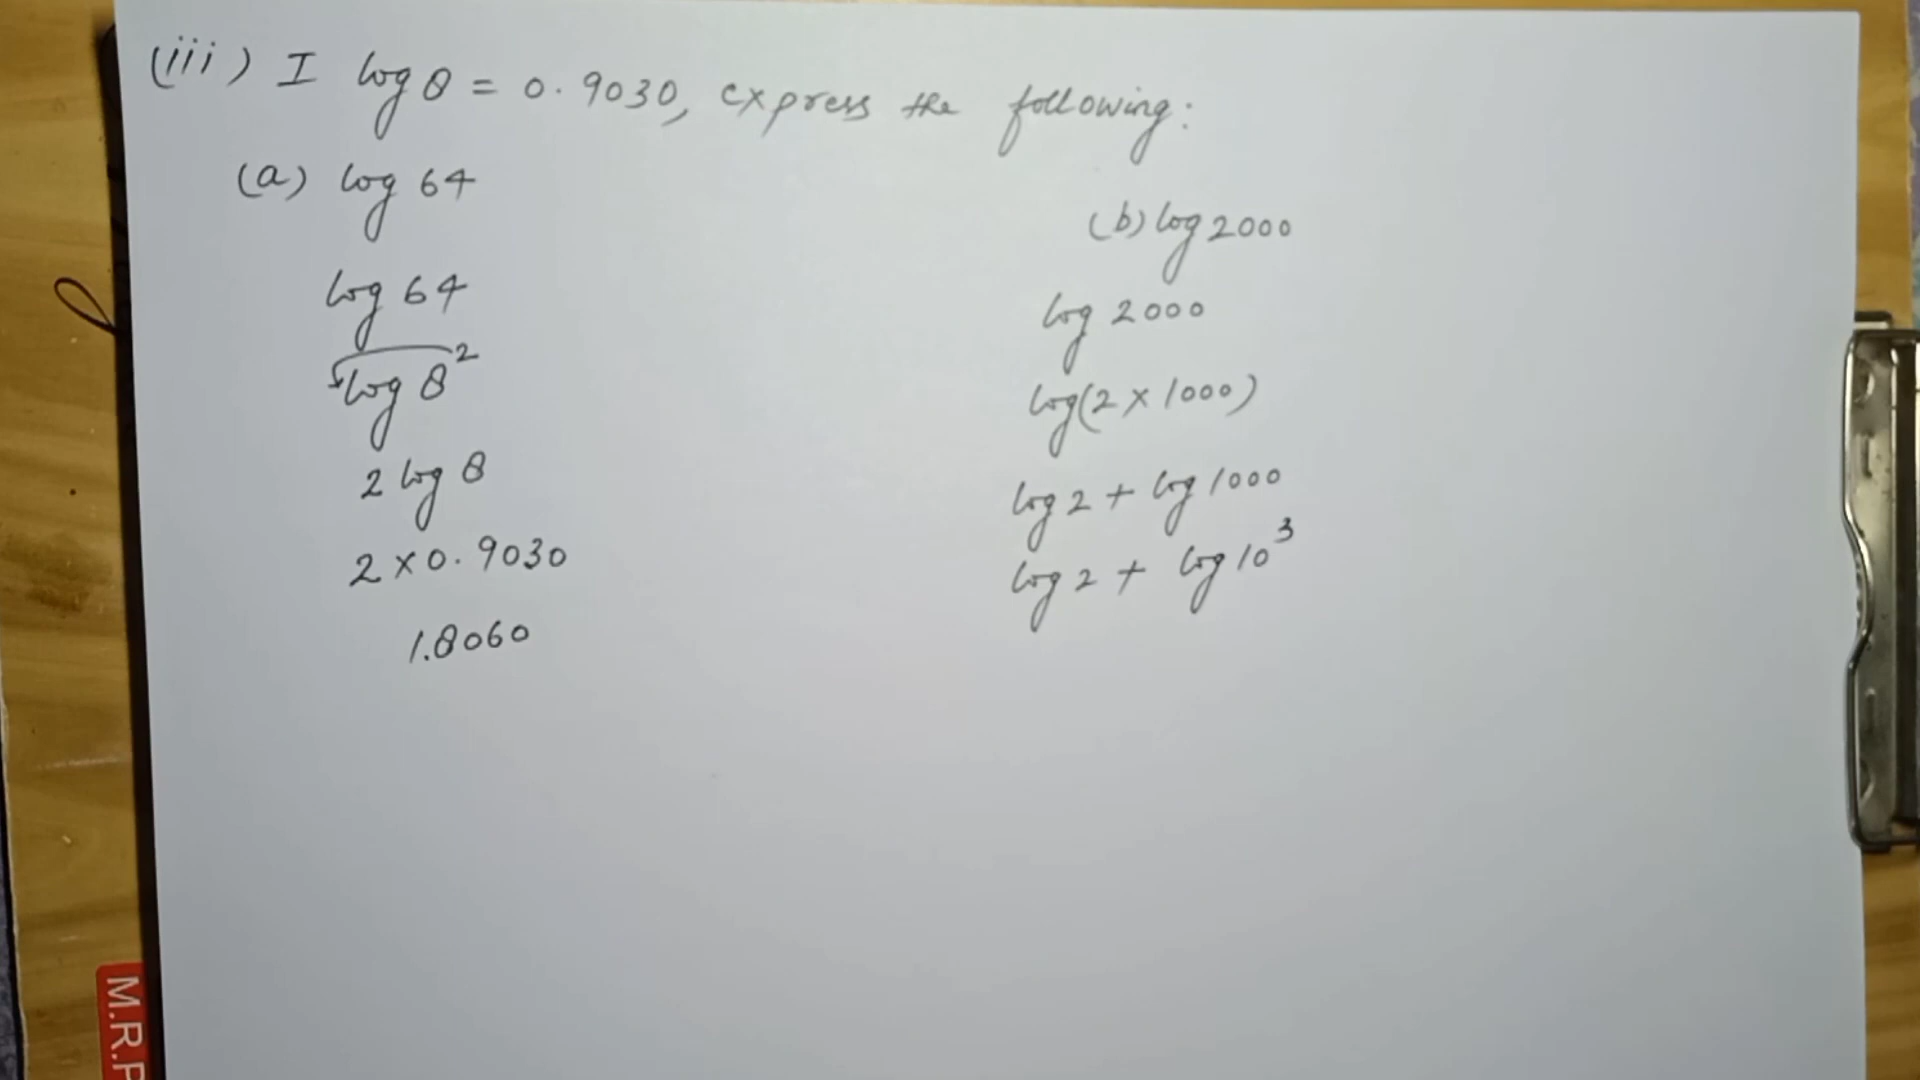 (iii) I log 8 = 0.9030, express the following:
(a) log 64
log 64
log 8²
2 log 8
2 × 0.9030
1.8060
(b) log 2000
log 2000
log(2 × 1000)
log 2 + log 1000
log 2 + log 10³
M.R.P